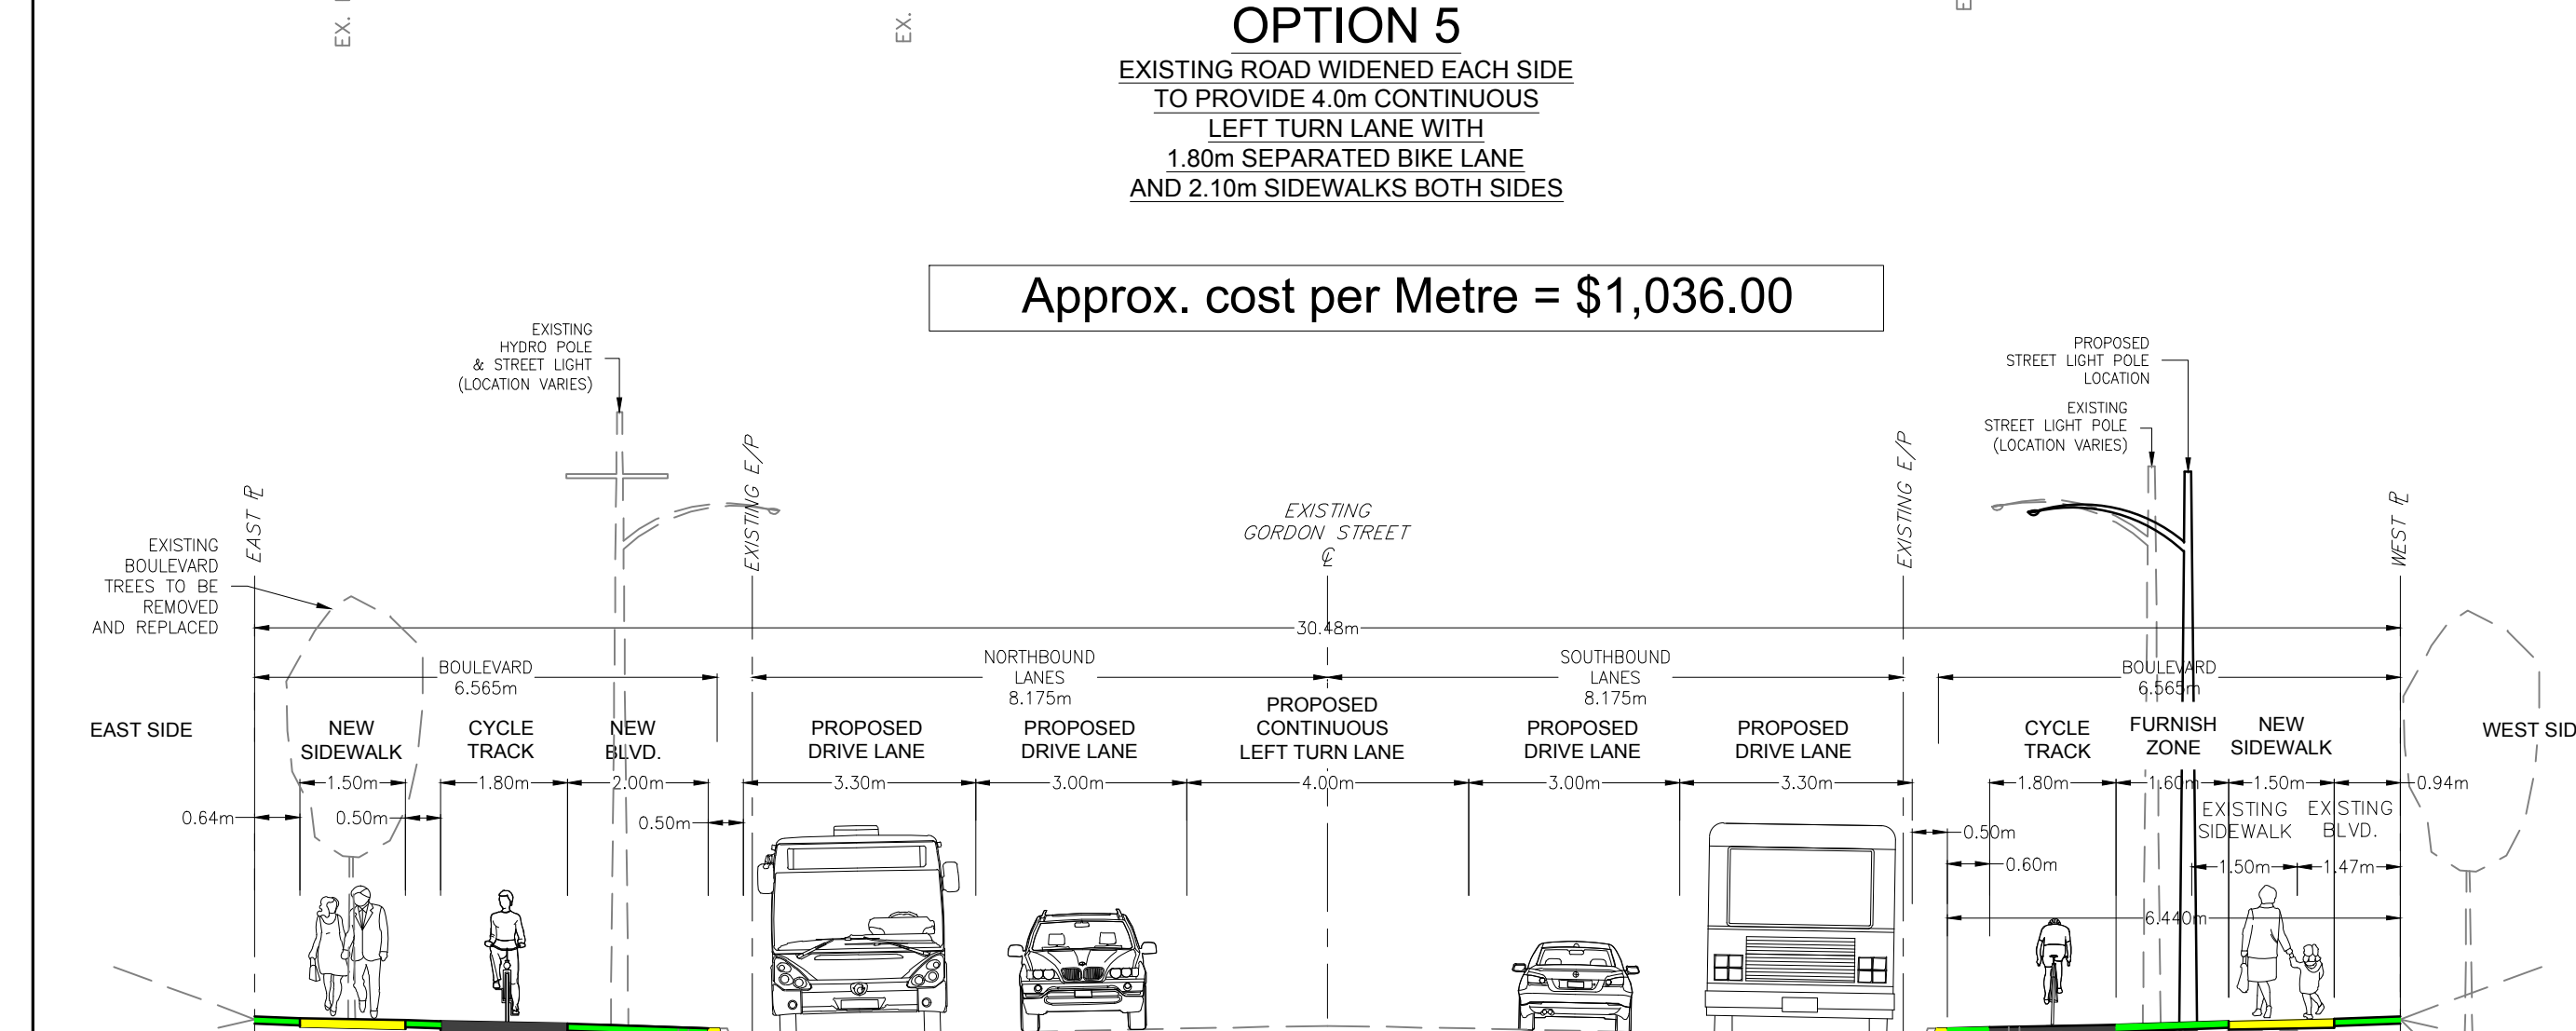 EX.
EX.
E
OPTION 5
EXISTING ROAD WIDENED EACH SIDE
TO PROVIDE 4.0m CONTINUOUS
LEFT TURN LANE WITH
1.80m SEPARATED BIKE LANE
AND 2.10m SIDEWALKS BOTH SIDES
Approx. cost per Metre = $1,036.00
EXISTING
HYDRO POLE
& STREET LIGHT
(LOCATION VARIES)
PROPOSED
STREET LIGHT POLE
LOCATION
EXISTING
STREET LIGHT POLE
(LOCATION VARIES)
EAST ⅊
EXISTING E/P
EXISTING
GORDON STREET
℄
EXISTING E/P
WEST ⅊
EXISTING
BOULEVARD
TREES TO BE
REMOVED
AND REPLACED
30.48m
BOULEVARD
6.565m
NORTHBOUND
LANES
8.175m
SOUTHBOUND
LANES
8.175m
BOULEVARD
6.565m
EAST SIDE
NEW
SIDEWALK
CYCLE
TRACK
NEW
BLVD.
PROPOSED
DRIVE LANE
PROPOSED
DRIVE LANE
PROPOSED
CONTINUOUS
LEFT TURN LANE
PROPOSED
DRIVE LANE
PROPOSED
DRIVE LANE
CYCLE
TRACK
FURNISH
ZONE
NEW
SIDEWALK
WEST SID
1.50m
1.80m
2.00m
3.30m
3.00m
4.00m
3.00m
3.30m
1.80m
1.60m
1.50m
0.94m
0.64m
0.50m
0.50m
0.50m
0.60m
EXISTING
SIDEWALK
EXISTING
BLVD.
1.50m
1.47m
6.440m